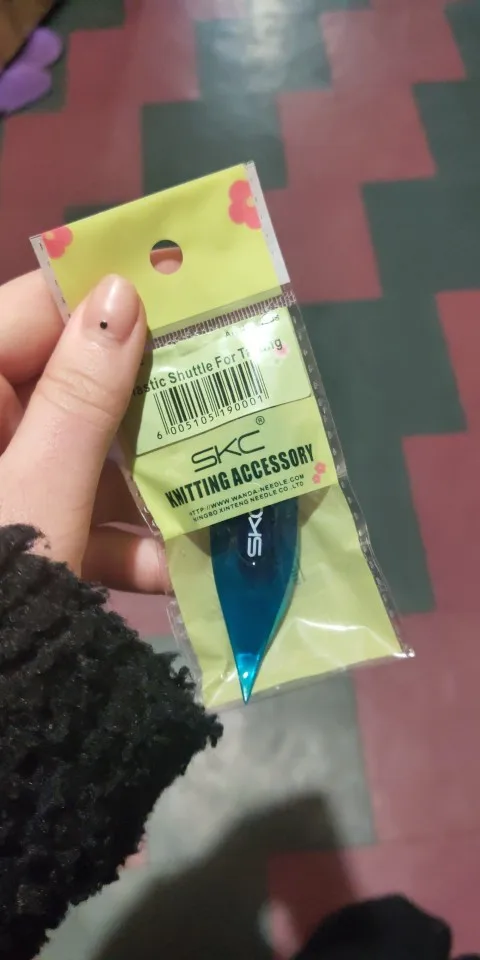 Shuttle For
6 005105 190001
SKC®
KNITTING ACCESSORY
HTTP://WWW.WANDA-NEEDLE.COM
NINGBO XINTENG NEEDLE CO.,LTD
SKC